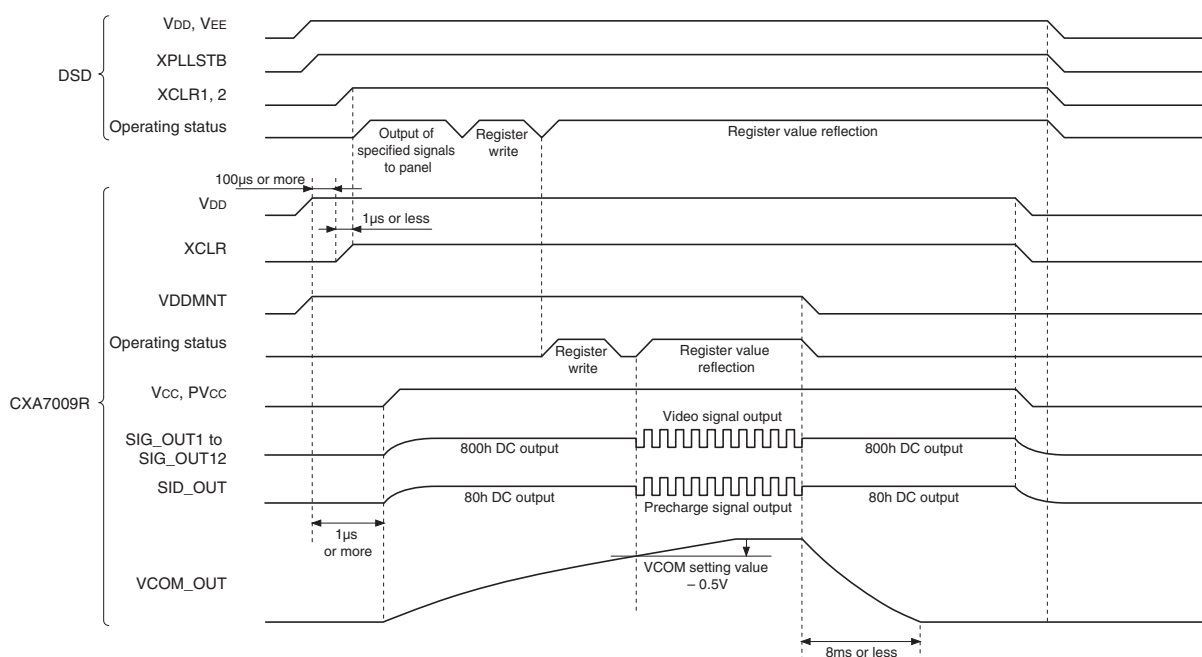 DSD
VDD, VEE
XPLLSTB
XCLR1, 2
Operating status
Output of
specified signals
to panel
Register
write
Register value reflection
CXA7009R
100μs or more
VDD
1μs or less
XCLR
VDDMNT
Operating status
Register
write
Register value
reflection
VCC, PVCC
Video signal output
SIG_OUT1 to
SIG_OUT12
800h DC output
800h DC output
SID_OUT
80h DC output
80h DC output
Precharge signal output
1μs
or more
VCOM_OUT
VCOM setting value
– 0.5V
8ms or less